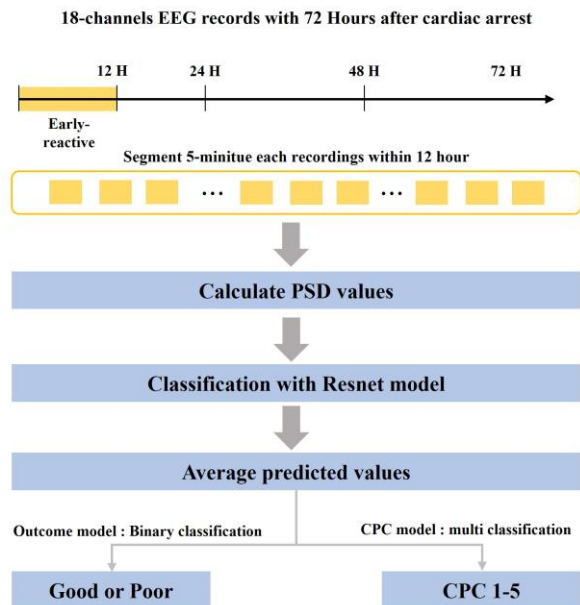 18-channels EEG records with 72 Hours after cardiac arrest
12 H 24 H 48 H 72 H
Early-
reactive
Segment 5-minitue each recordings within 12 hour
... ...
Calculate PSD values
Classification with Resnet model
Average predicted values
Outcome model : Binary classification CPC model : multi classification
Good or Poor CPC 1-5